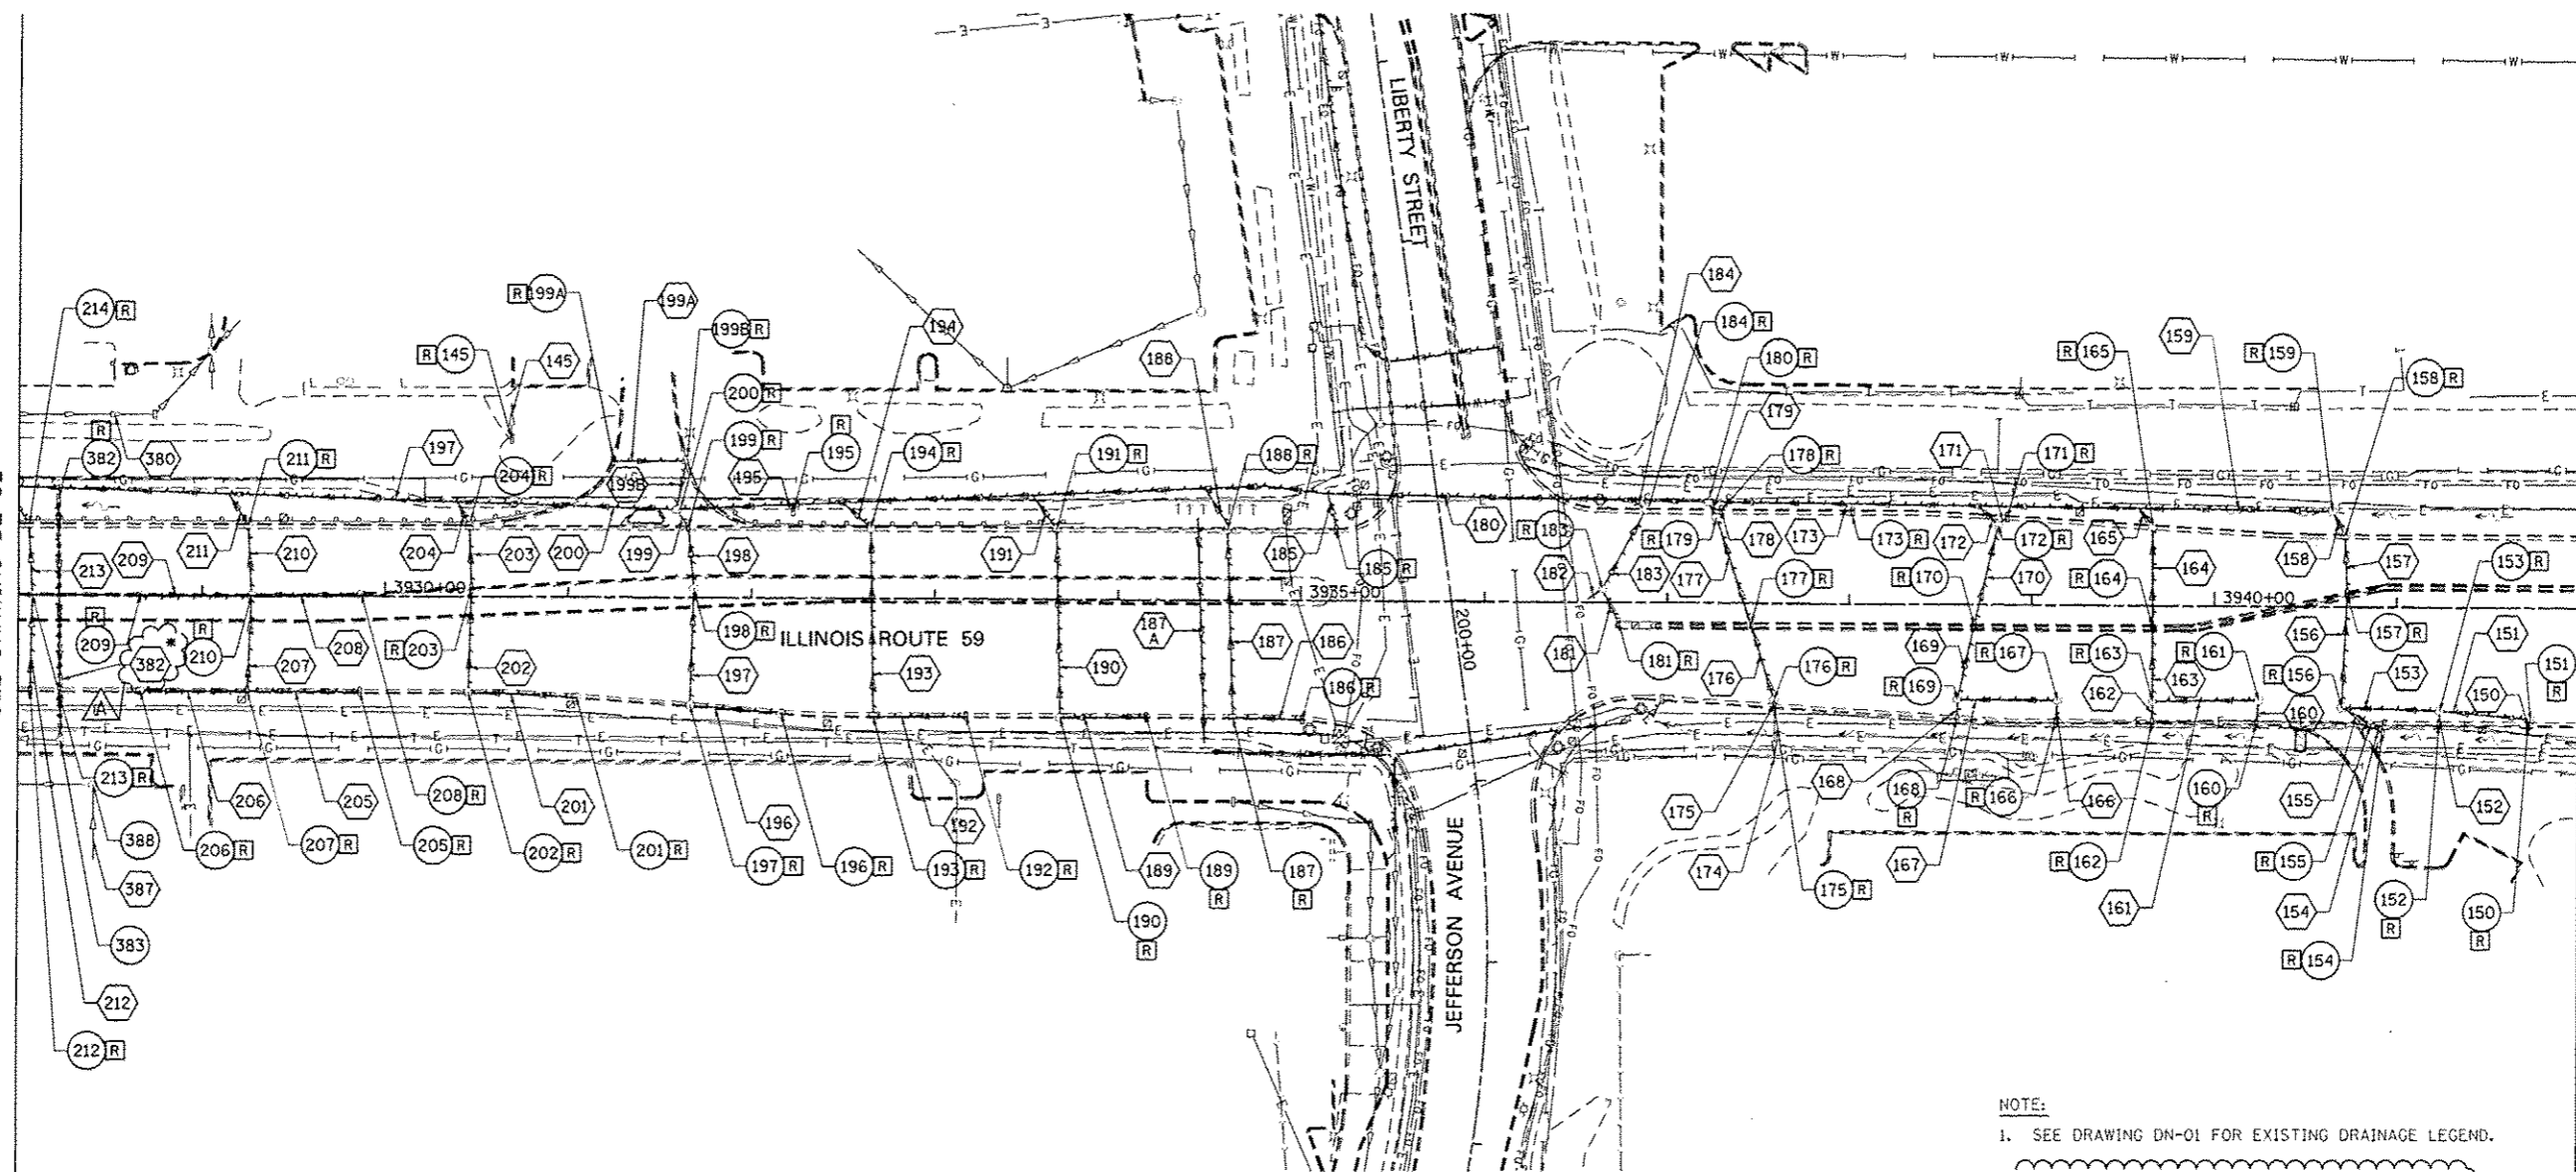 LIBERTY STREET
184
214 R
R 199A
199A
199B R
194
184 R
159
R 145
145
188
180 R
R 165
R 159
158 R
200 R
179
R
382
380
211 R
197
204 R
199B
199 R
495
R
195
194 R
191 R
188 R
178 R
171
171 R
180
R 183
R 179
178
173
173 R
172
172 R
165
213
209
211
210
204
203
200
199
198
191
185
185 R
182
183
177
177 R
R 170
170
R 164
164
158
157
153 R
3930+00
3935+00
3940+00
R
209
*
382
R
210
207
208
R 203
202
198 R
197
ILLINOIS ROUTE 59
193
190
187
A
187
186
186 R
200+00
181
181 R
176
176 R
169
R 169
R 167
R 163
162
163
R 161
160
R 156
156
157 R
153
151
150
151
R
A
213 R
206
205
208 R
201
196
192
175
168
168
R
R 166
166
160
R
155
152
388
206 R
207 R
205 R
202 R
201 R
197 R
196 R
193 R
192 R
189
189
R
187
R
174
175 R
167
R 162
R 155
387
190
R
161
154
152
R
150
R
383
R 154
212
212 R
JEFFERSON AVENUE
NOTE:
1. SEE DRAWING DN-01 FOR EXISTING DRAINAGE LEGEND.